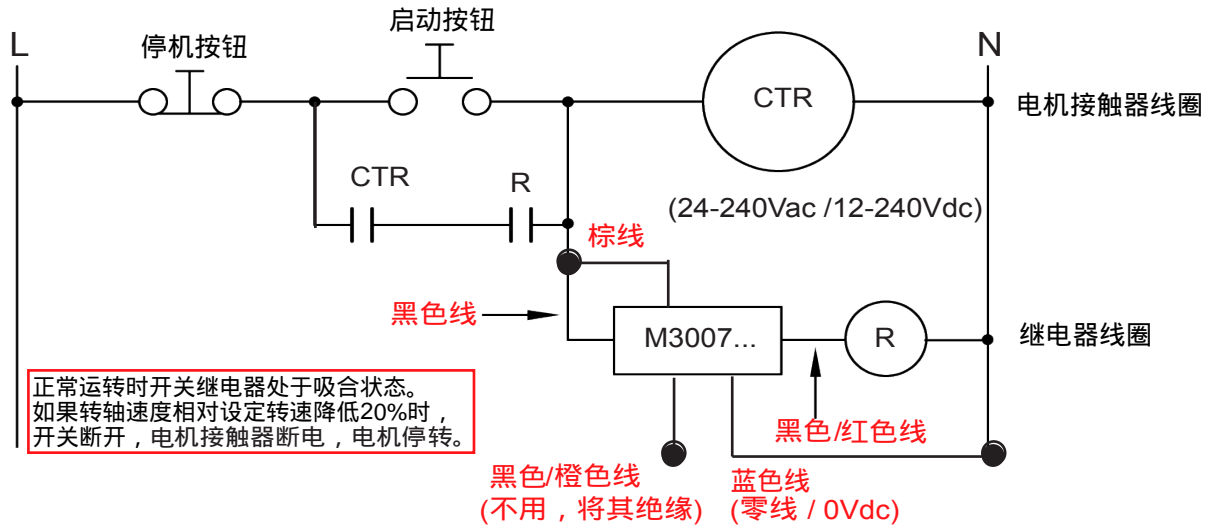 启动按钮
L
停机按钮
N
CTR
电机接触器线圈
CTR
R
(24-240Vac /12-240Vdc)
棕线
黑色线
M3007...
R
继电器线圈
正常运转时开关继电器处于吸合状态。
如果转轴速度相对设定转速降低20%时，
开关断开，电机接触器断电，电机停转。
黑色/红色线
黑色/橙色线
(不用，将其绝缘)
蓝色线
(零线 / 0Vdc)